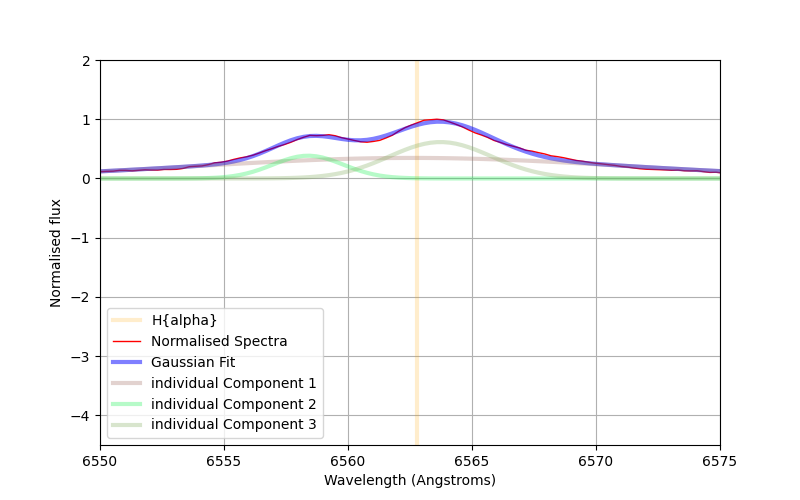 2
1
0
−1
−2
−3
−4
Normalised flux
H{alpha}
Normalised Spectra
Gaussian Fit
individual Component 1
individual Component 2
individual Component 3
6550 6555 6560 6565 6570 6575
Wavelength (Angstroms)